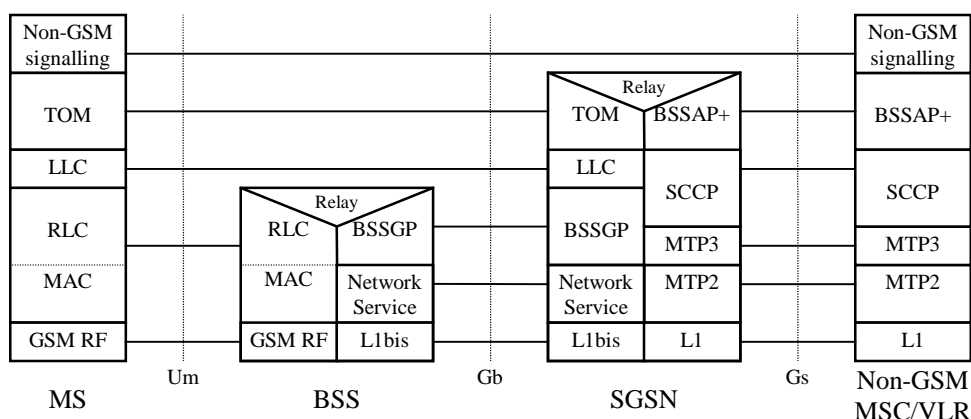 Non-GSM
signalling
TOM
LLC
RLC
MAC
GSM RF
MS
Um
Relay
RLC
BSSGP
MAC
Network
Service
GSM RF
L1bis
BSS
Gb
Relay
TOM
BSSAP+
LLC
SCCP
BSSGP
MTP3
Network
Service
MTP2
L1bis
L1
SGSN
Gs
Non-GSM
signalling
BSSAP+
SCCP
MTP3
MTP2
L1
Non-GSM
MSC/VLR